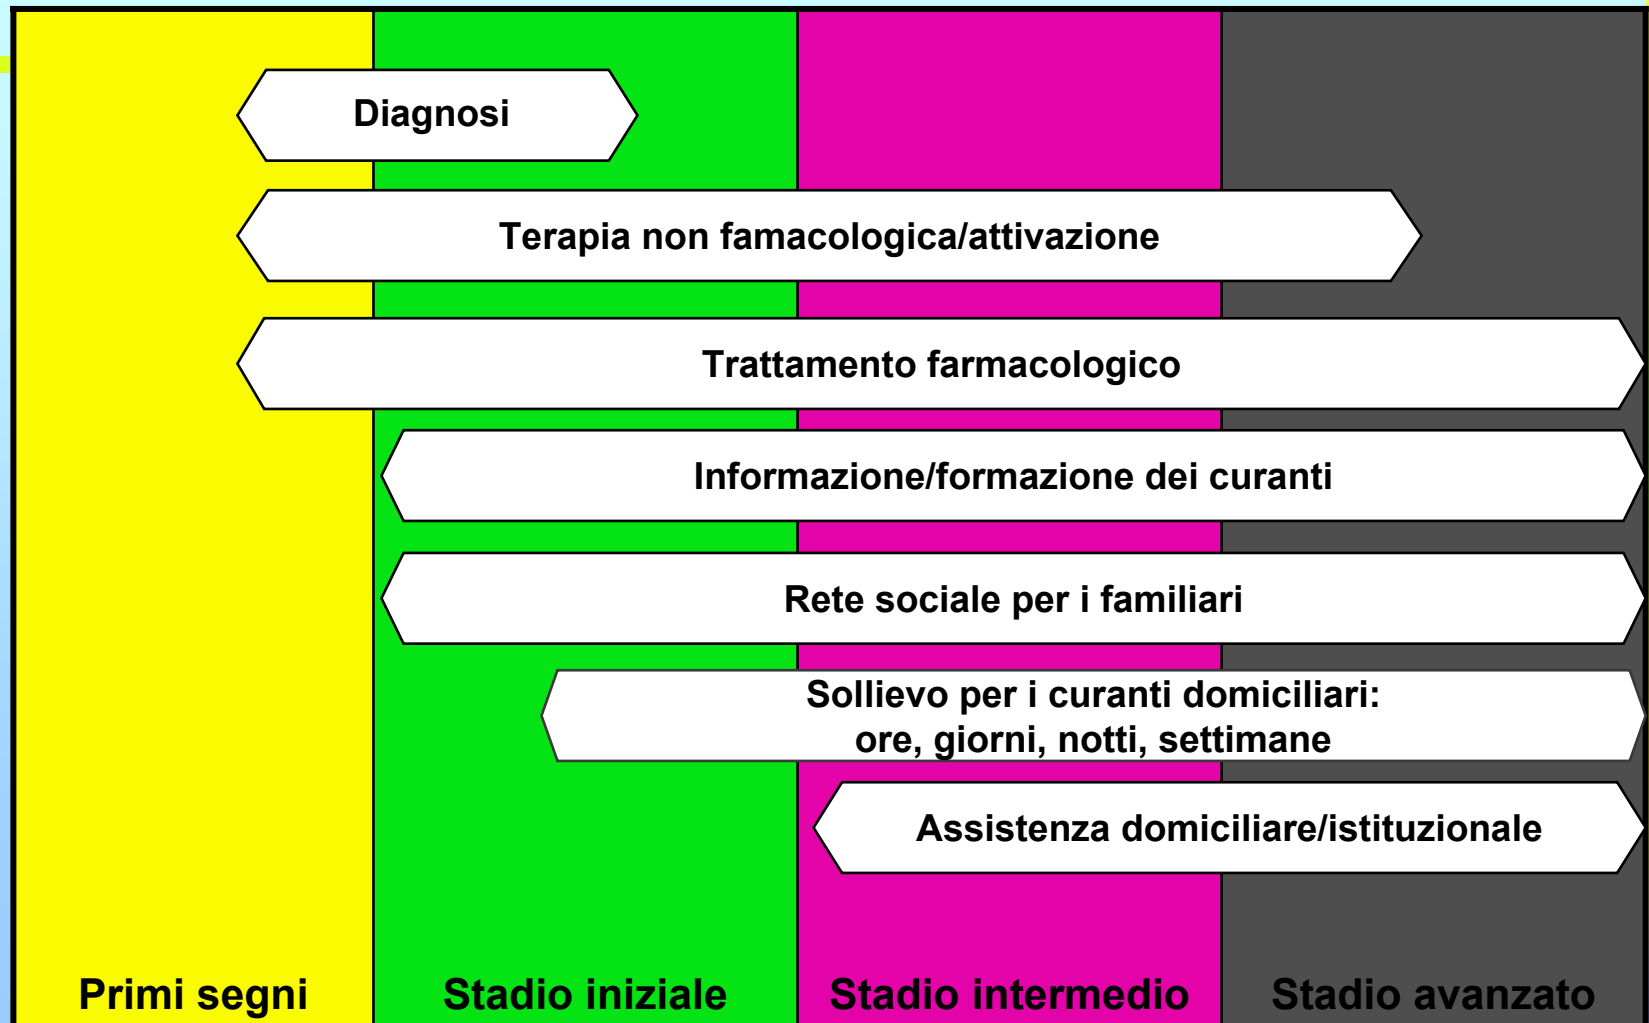 Diagnosi
Terapia non famacologica/attivazione
Trattamento farmacologico
Informazione/formazione dei curanti
Rete sociale per i familiari
Sollievo per i curanti domiciliari:
ore, giorni, notti, settimane
Assistenza domiciliare/istituzionale
Primi segni
Stadio iniziale
Stadio intermedio
Stadio avanzato